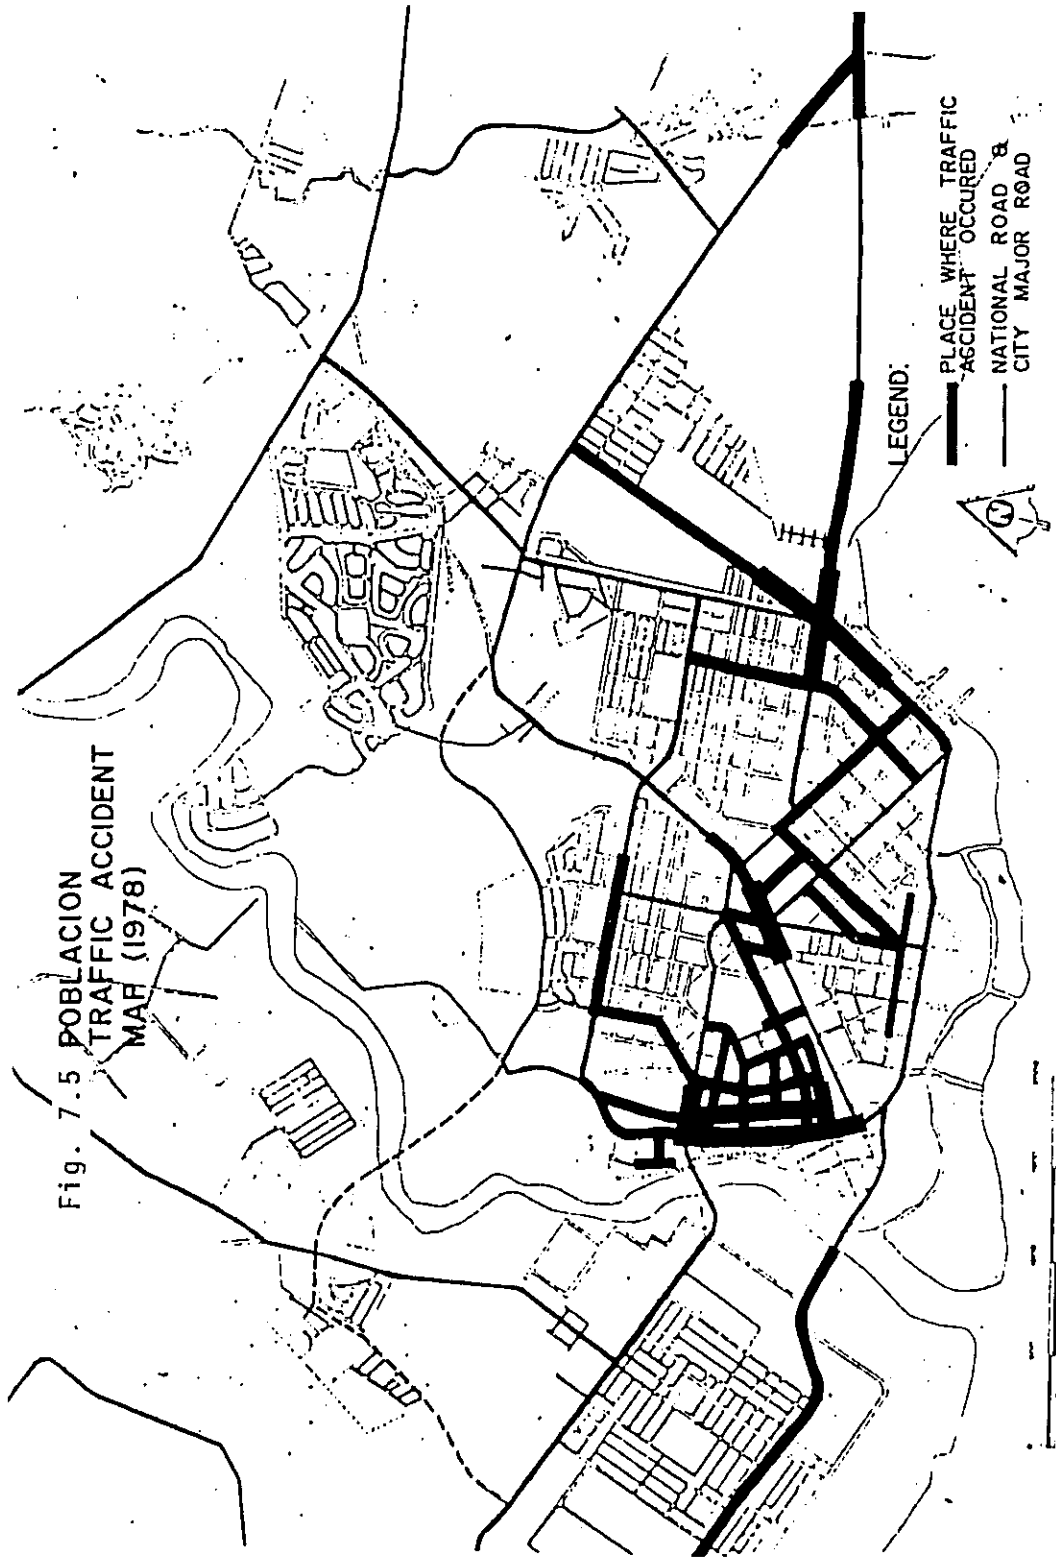 Fig. 7.5 POBLACION
TRAFFIC ACCIDENT
MAP (1978)
LEGEND:
PLACE WHERE TRAFFIC
ACCIDENT OCCURED
NATIONAL ROAD &
CITY MAJOR ROAD
N